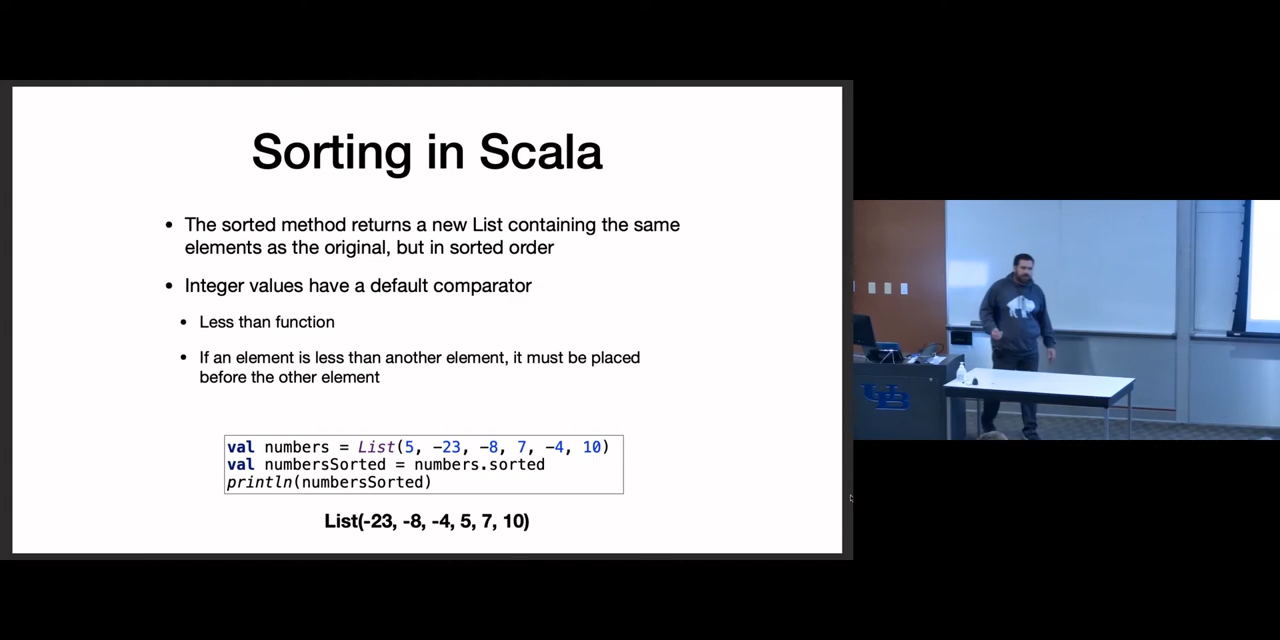 Sorting in Scala
• The sorted method returns a new List containing the same
elements as the original, but in sorted order
• Integer values have a default comparator
• Less than function
• If an element is less than another element, it must be placed
before the other element
val numbers = List(5, -23, -8, 7, -4, 10)
val numbersSorted = numbers.sorted
println(numbersSorted)
List(-23, -8, -4, 5, 7, 10)
UB